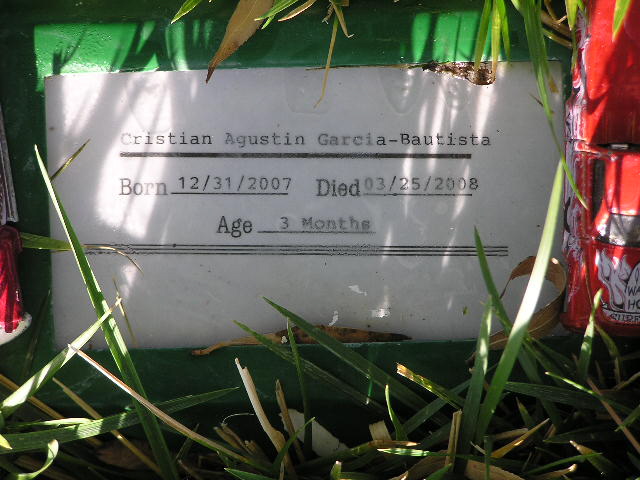 Cristian Agustin Garcia-Bautista
Born 12/31/2007 Died 03/25/2008
Age 3 Months